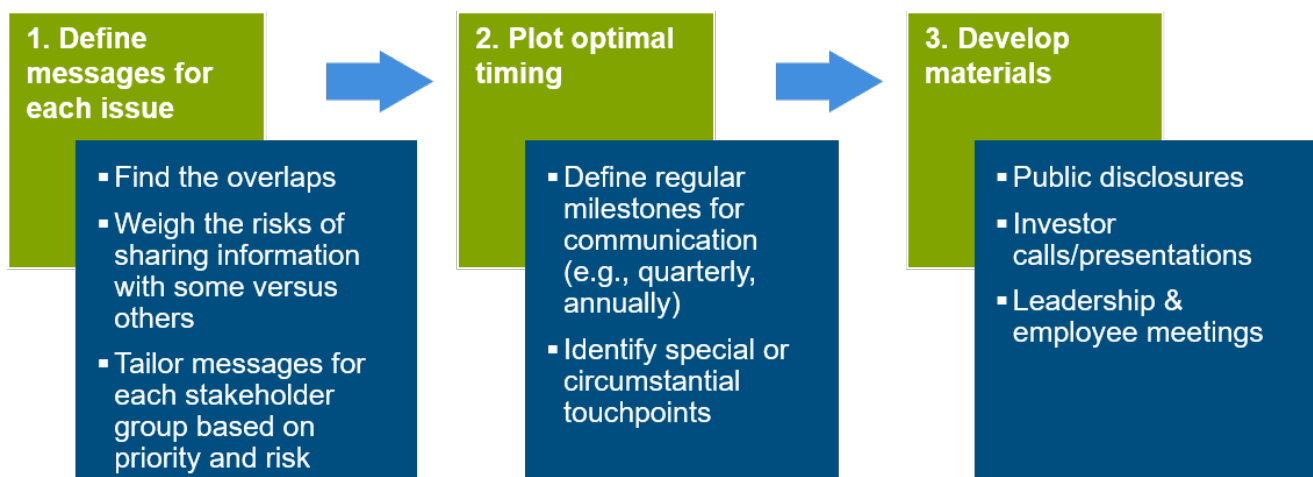 1. Define
messages for
each issue
▪ Find the overlaps
▪ Weigh the risks of
sharing information
with some versus
others
▪ Tailor messages for
each stakeholder
group based on
priority and risk
2. Plot optimal
timing
▪ Define regular
milestones for
communication
(e.g., quarterly,
annually)
▪ Identify special or
circumstantial
touchpoints
3. Develop
materials
▪ Public disclosures
▪ Investor
calls/presentations
▪ Leadership &
employee meetings